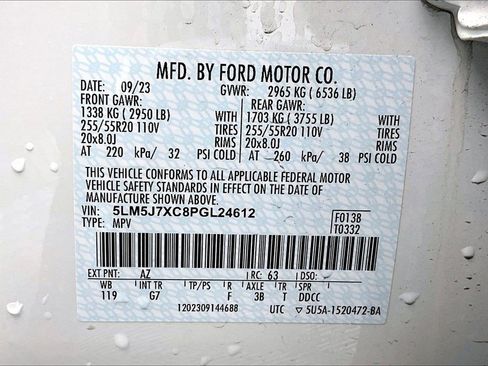 MFD. BY FORD MOTOR CO.
DATE: 09/23 GVWR: 2965 KG ( 6536 LB)
FRONT GAWR: REAR GAWR:
1338 KG ( 2950 LB) 1703 KG ( 3755 LB)
255/55R20 110V TIRES 255/55R20 110V TIRES
20x8.0J RIMS 20x8.0J RIMS
AT 220 kPa/ 32 PSI COLD AT 260 kPa/ 38 PSI COLD
THIS VEHICLE CONFORMS TO ALL APPLICABLE FEDERAL MOTOR
VEHICLE SAFETY STANDARDS IN EFFECT ON THE DATE OF
MANUFACTURE SHOWN ABOVE.
VIN: 5LM5J7XC8PGL24612 F0138
TYPE: MPV T0332
EXT PNT: AZ RC: 63 DSO:
WB INT TR TP/PS R AXLE TR SPR
119 G7 F 3B T DDCC
1202309144688 UTC 5U5A-1520472-BA